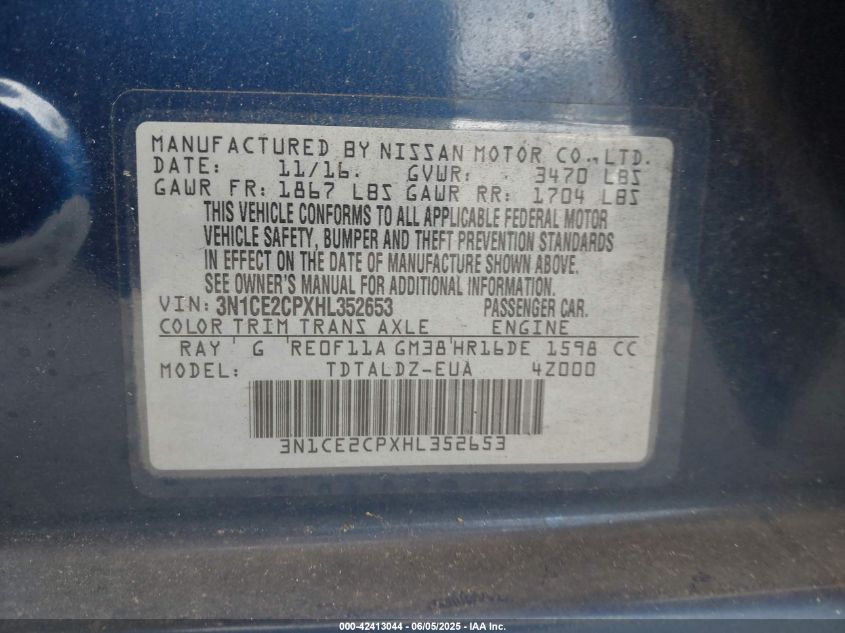 MANUFACTURED BY NISSAN MOTOR CO., LTD.
DATE: 11/16. GVWR: 3470 LBS
GAWR FR: 1867 LBS GAWR RR: 1704 LBS
THIS VEHICLE CONFORMS TO ALL APPLICABLE FEDERAL MOTOR
VEHICLE SAFETY, BUMPER AND THEFT PREVENTION STANDARDS
IN EFFECT ON THE DATE OF MANUFACTURE SHOWN ABOVE.
SEE OWNER'S MANUAL FOR ADDITIONAL INFORMATION.
VIN: 3N1CE2CPXHL352653 PASSENGER CAR.
COLOR TRIM TRANS AXLE ENGINE
RAY G RE0F11A GM38 HR16DE 1598 CC
MODEL: TDTALDZ-EUA 4Z000
3N1CE2CPXHL352653
000-42413044 - 06/05/2025 - IAA Inc.